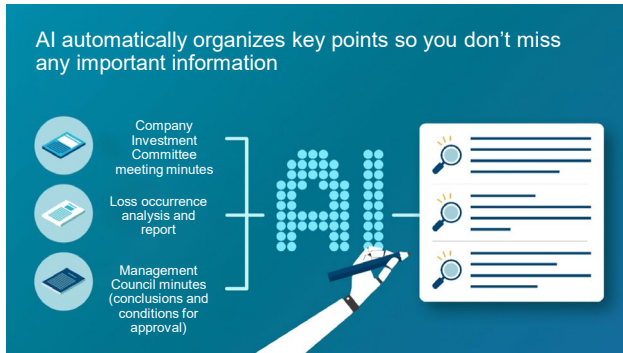 AI automatically organizes key points so you don’t miss
any important information
Company
Investment
Committee
meeting minutes
Loss occurrence
analysis and
report
Management
Council minutes
(conclusions and
conditions for
approval)
AI